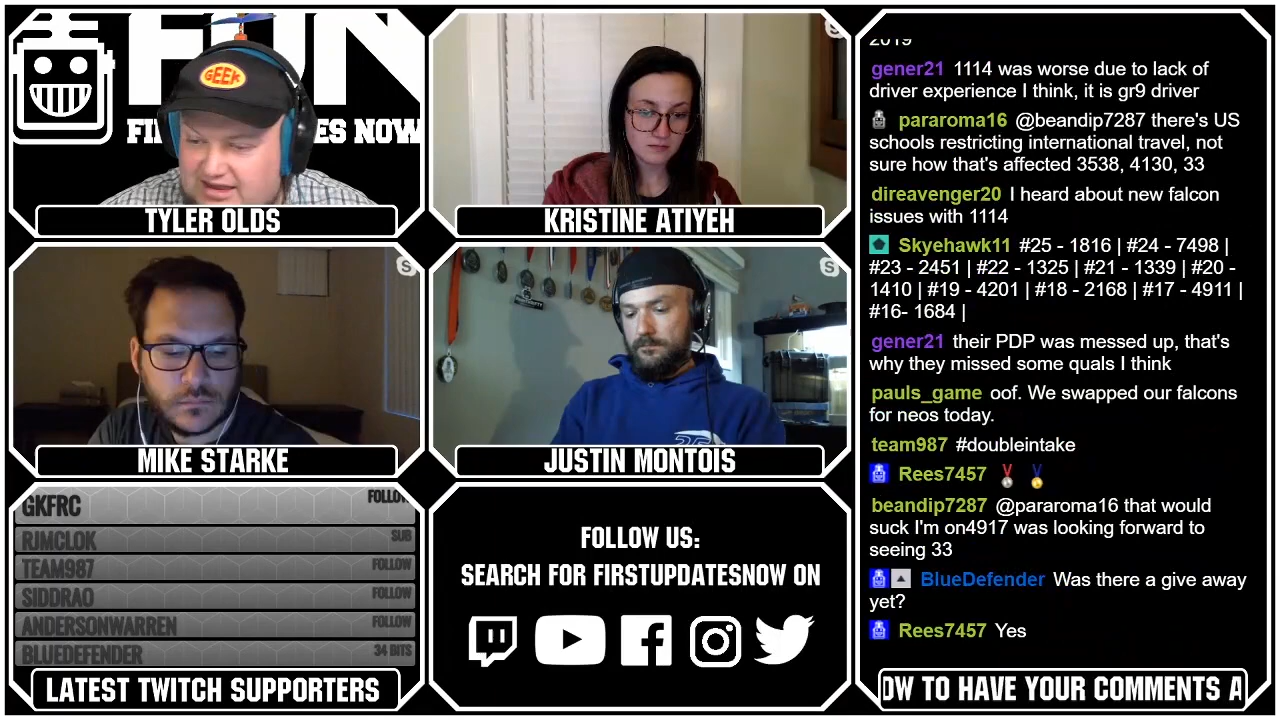 FUN
GEEK
TYLER OLDS
KRISTINE ATIYEH
MIKE STARKE
JUSTIN MONTOIS
GKFRC FOLLOW
RJMCLOK SUB
TEAM987 FOLLOW
SIDDRAO FOLLOW
ANDERSONWARREN FOLLOW
BLUEDEFENDER 34 BITS
LATEST TWITCH SUPPORTERS
FOLLOW US:
SEARCH FOR FIRSTUPDATESNOW ON
2019
gener21 1114 was worse due to lack of
driver experience I think, it is gr9 driver
pararoma16 @beandip7287 there's US
schools restricting international travel, not
sure how that's affected 3538, 4130, 33
direavenger20 I heard about new falcon
issues with 1114
Skyehawk11 #25 - 1816 | #24 - 7498 |
#23 - 2451 | #22 - 1325 | #21 - 1339 | #20 -
1410 | #19 - 4201 | #18 - 2168 | #17 - 4911 |
#16- 1684 |
gener21 their PDP was messed up, that's
why they missed some quals I think
pauls_game oof. We swapped our falcons
for neos today.
team987 #doubleintake
Rees7457
beandip7287 @pararoma16 that would
suck I'm on4917 was looking forward to
seeing 33
BlueDefender Was there a give away
yet?
Rees7457 Yes
OW TO HAVE YOUR COMMENTS A